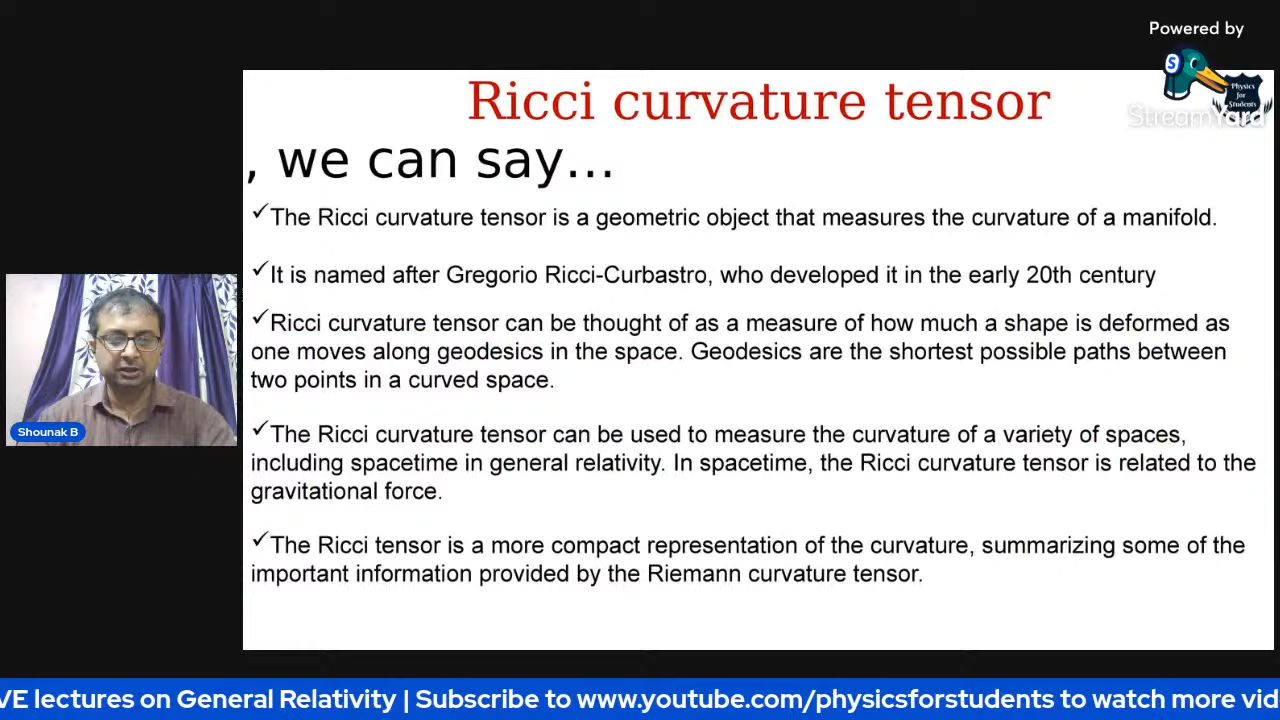 Powered by
S
Physics
for
Students
StreamYard
Ricci curvature tensor
, we can say...
✓The Ricci curvature tensor is a geometric object that measures the curvature of a manifold.
✓It is named after Gregorio Ricci-Curbastro, who developed it in the early 20th century
✓Ricci curvature tensor can be thought of as a measure of how much a shape is deformed as
one moves along geodesics in the space. Geodesics are the shortest possible paths between
two points in a curved space.
✓The Ricci curvature tensor can be used to measure the curvature of a variety of spaces,
including spacetime in general relativity. In spacetime, the Ricci curvature tensor is related to the
gravitational force.
✓The Ricci tensor is a more compact representation of the curvature, summarizing some of the
important information provided by the Riemann curvature tensor.
Shounak B
VE lectures on General Relativity | Subscribe to www.youtube.com/physicsforstudents to watch more vid